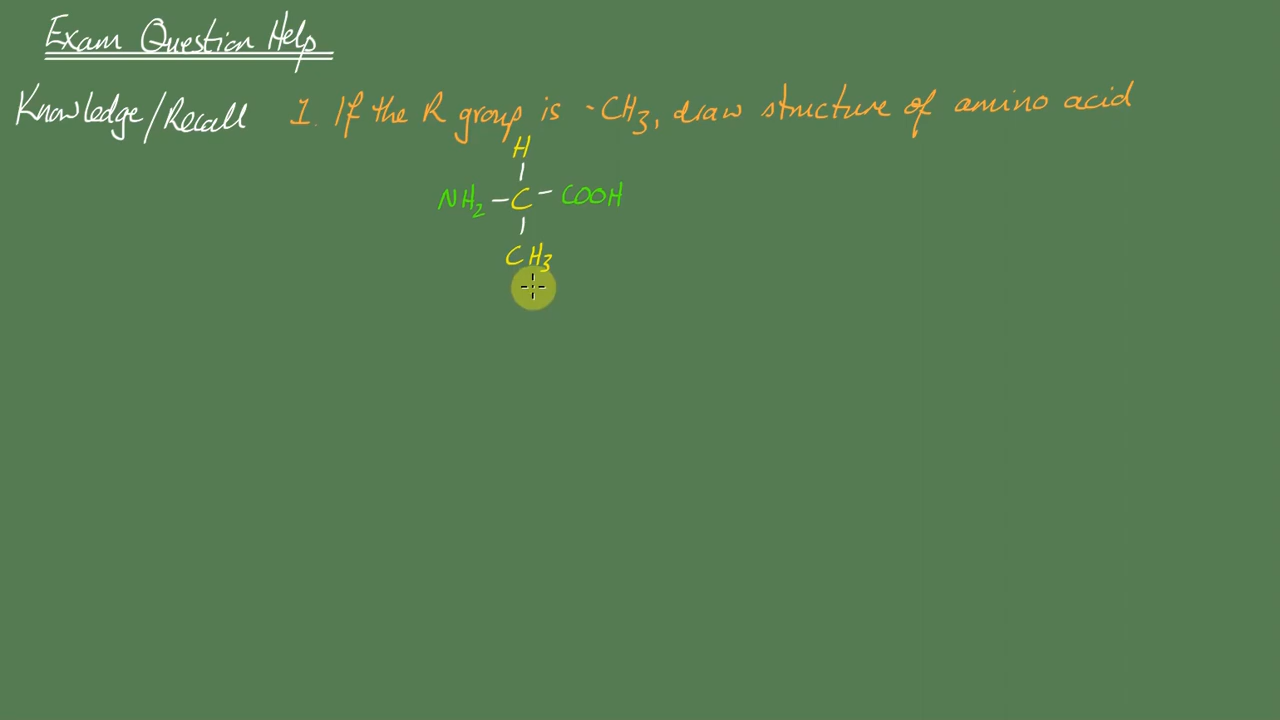 Exam Question Help
Knowledge/Recall 1. If the R group is -CH3, draw structure of amino acid
H
NH2 - C - COOH
CH3